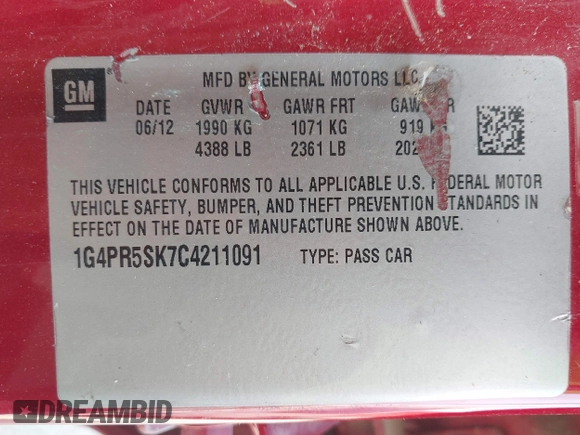 GM
MFD BY GENERAL MOTORS LLC
DATE GVWR GAWR FRT
06/12 1990 KG 1071 KG 919
4388 LB 2361 LB
THIS VEHICLE CONFORMS TO ALL APPLICABLE U.S. FEDERAL MOTOR
VEHICLE SAFETY, BUMPER, AND THEFT PREVENTION STANDARDS IN
EFFECT ON THE DATE OF MANUFACTURE SHOWN ABOVE.
1G4PR5SK7C4211091 TYPE: PASS CAR
DREAMBID